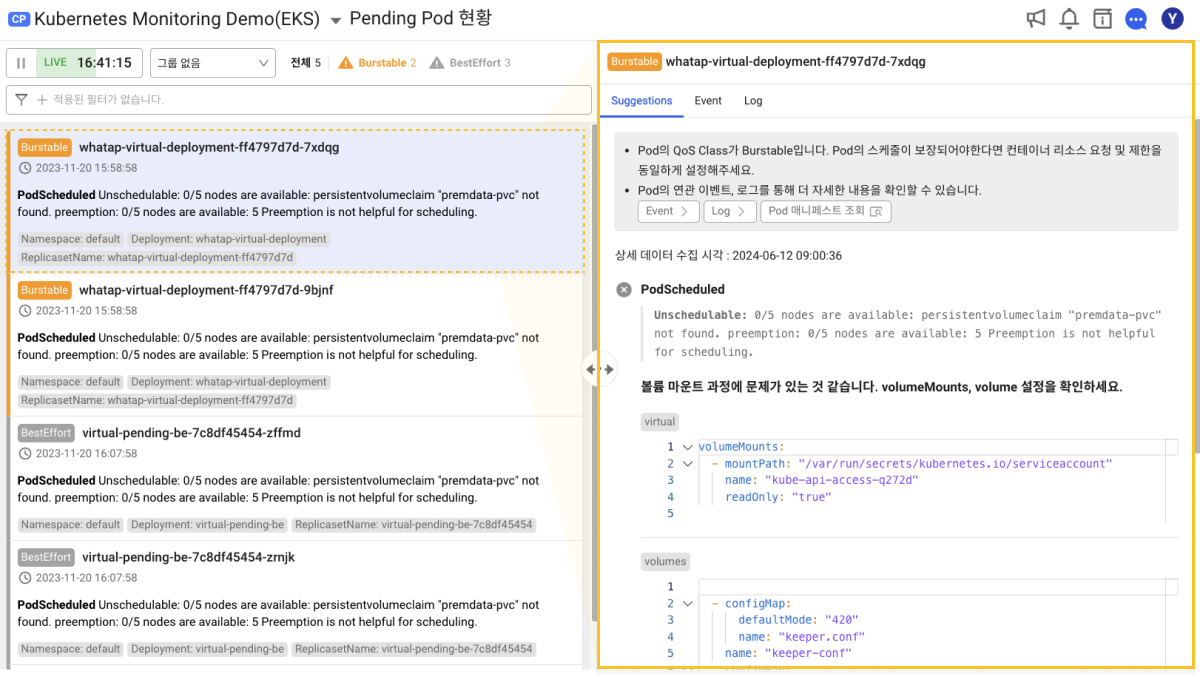 CP Kubernetes Monitoring Demo(EKS) Pending Pod 현황
Y
LIVE 16:41:15 그룹 없음 전체 5 Burstable 2 BestEffort 3
적용된 필터가 없습니다.
Burstable whatap-virtual-deployment-ff4797d7d-7xdqg
2023-11-20 15:58:58
PodScheduled Unschedulable: 0/5 nodes are available: persistentvolumeclaim "premdata-pvc" not
found. preemption: 0/5 nodes are available: 5 Preemption is not helpful for scheduling.
Namespace: default Deployment: whatap-virtual-deployment
ReplicasetName: whatap-virtual-deployment-ff4797d7d
Burstable whatap-virtual-deployment-ff4797d7d-9bjnf
2023-11-20 15:58:58
PodScheduled Unschedulable: 0/5 nodes are available: persistentvolumeclaim "premdata-pvc" not
found. preemption: 0/5 nodes are available: 5 Preemption is not helpful for scheduling.
Namespace: default Deployment: whatap-virtual-deployment
ReplicasetName: whatap-virtual-deployment-ff4797d7d
BestEffort virtual-pending-be-7c8df45454-zffmd
2023-11-20 16:07:58
PodScheduled Unschedulable: 0/5 nodes are available: persistentvolumeclaim "premdata-pvc" not
found. preemption: 0/5 nodes are available: 5 Preemption is not helpful for scheduling.
Namespace: default Deployment: virtual-pending-be ReplicasetName: virtual-pending-be-7c8df45454
BestEffort virtual-pending-be-7c8df45454-zrnjk
2023-11-20 16:07:58
PodScheduled Unschedulable: 0/5 nodes are available: persistentvolumeclaim "premdata-pvc" not
found. preemption: 0/5 nodes are available: 5 Preemption is not helpful for scheduling.
Namespace: default Deployment: virtual-pending-be ReplicasetName: virtual-pending-be-7c8df45454
Burstable whatap-virtual-deployment-ff4797d7d-7xdqg
Suggestions Event Log
• Pod의 QoS Class가 Burstable입니다. Pod의 스케줄이 보장되어야한다면 컨테이너 리소스 요청 및 제한을
동일하게 설정해주세요.
• Pod의 연관 이벤트, 로그를 통해 더 자세한 내용을 확인할 수 있습니다.
Event Log Pod 매니페스트 조회
상세 데이터 수집 시각 : 2024-06-12 09:00:36
PodScheduled
Unschedulable: 0/5 nodes are available: persistentvolumeclaim "premdata-pvc"
not found. preemption: 0/5 nodes are available: 5 Preemption is not helpful
for scheduling.
볼륨 마운트 과정에 문제가 있는 것 같습니다. volumeMounts, volume 설정을 확인하세요.
virtual
1 volumeMounts:
2 - mountPath: "/var/run/secrets/kubernetes.io/serviceaccount"
3 name: "kube-api-access-q272d"
4 readOnly: "true"
5
volumes
1
2 - configMap:
3 defaultMode: "420"
4 name: "keeper.conf"
5 name: "keeper-conf"